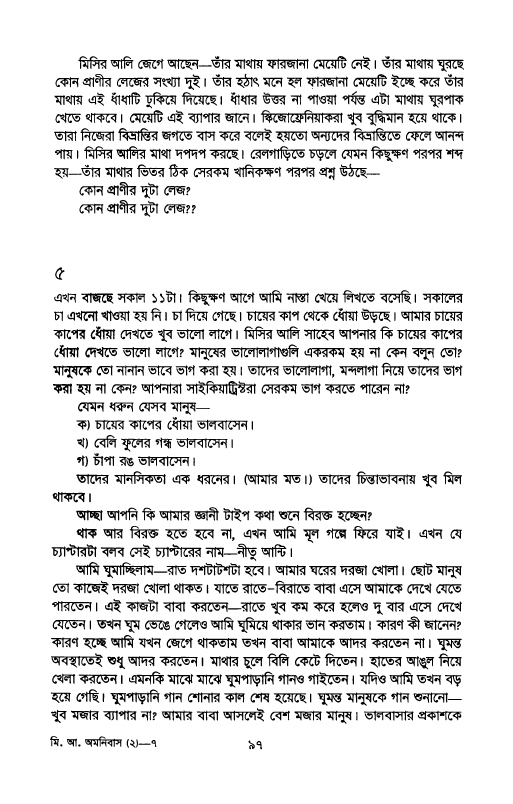 মিসির আলি জেগে আছেন—তাঁর মাথায় ফারজানা মেয়েটি নেই। তাঁর মাথায় ঘুরছে
কোন প্রাণীর লেজের সংখ্যা দুই। তাঁর হঠাৎ মনে হল ফারজানা মেয়েটি ইচ্ছে করে তাঁর
মাথায় এই ধাঁধাটি ঢুকিয়ে দিয়েছে। ধাঁধার উত্তর না পাওয়া পর্যন্ত এটা মাথায় ঘুরপাক
খেতে থাকবে। মেয়েটি এই ব্যাপার জানে। স্কিজোফ্রেনিয়াকরা খুব বুদ্ধিমান হয়ে থাকে।
তারা নিজেরা বিভ্রান্তির জগতে বাস করে বলেই হয়তো অন্যদের বিভ্রান্তিতে ফেলে আনন্দ
পায়। মিসির আলির মাথা দপদপ করছে। রেলগাড়িতে চড়লে যেমন কিছুক্ষণ পরপর শব্দ
হয়—তাঁর মাথার ভিতর ঠিক সেরকম খানিকক্ষণ পরপর প্রশ্ন উঠছে—
কোন প্রাণীর দুটা লেজ?
কোন প্রাণীর দুটা লেজ??
৫
এখন বাজছে সকাল ১১টা। কিছুক্ষণ আগে আমি নাস্তা খেয়ে লিখতে বসেছি। সকালের
চা এখনো খাওয়া হয় নি। চা দিয়ে গেছে। চায়ের কাপ থেকে ধোঁয়া উড়ছে। আমার চায়ের
কাপের ধোঁয়া দেখতে খুব ভালো লাগে। মিসির আলি সাহেব আপনার কি চায়ের কাপের
ধোঁয়া দেখতে ভালো লাগে? মানুষের ভালোলাগাগুলি একরকম হয় না কেন বলুন তো?
মানুষকে তো নানান ভাবে ভাগ করা হয়। তাদের ভালোলাগা, মন্দলাগা নিয়ে তাদের ভাগ
করা হয় না কেন? আপনারা সাইকিয়াট্রিস্টরা সেরকম ভাগ করতে পারেন না?
যেমন ধরুন যেসব মানুষ—
ক) চায়ের কাপের ধোঁয়া ভালবাসেন।
খ) বেলি ফুলের গন্ধ ভালবাসেন।
গ) চাঁপা রঙ ভালবাসেন।
তাদের মানসিকতা এক ধরনের। (আমার মত।) তাদের চিন্তাভাবনায় খুব মিল
থাকবে।
আচ্ছা আপনি কি আমার জ্ঞানী টাইপ কথা শুনে বিরক্ত হচ্ছেন?
থাক আর বিরক্ত হতে হবে না, এখন আমি মূল গল্পে ফিরে যাই। এখন যে
চ্যাপ্টারটা বলব সেই চ্যাপ্টারের নাম—নীতু আন্টি।
আমি ঘুমাচ্ছিলাম—রাত দশটাটশটা হবে। আমার ঘরের দরজা খোলা। ছোট মানুষ
তো কাজেই দরজা খোলা থাকত। যাতে রাতে-বিরাতে বাবা এসে আমাকে দেখে যেতে
পারতেন। এই কাজটা বাবা করতেন—রাতে খুব কম করে হলেও দু বার এসে দেখে
যেতেন। তখন ঘুম ভেঙে গেলেও আমি ঘুমিয়ে থাকার ভান করতাম। কারণ কী জানেন?
কারণ হচ্ছে আমি যখন জেগে থাকতাম তখন বাবা আমাকে আদর করতেন না। ঘুমন্ত
অবস্থাতেই শুধু আদর করতেন। মাথার চুলে বিলি কেটে দিতেন। হাতের আঙুল নিয়ে
খেলা করতেন। এমনকি মাঝে মাঝে ঘুমপাড়ানি গানও গাইতেন। যদিও আমি তখন বড়
হয়ে গেছি। ঘুমপাড়ানি গান শোনার কাল শেষ হয়েছে। ঘুমন্ত মানুষকে গান শুনানো—
খুব মজার ব্যাপার না? আমার বাবা আসলেই বেশ মজার মানুষ। ভালবাসার প্রকাশকে
মি. আ. অমনিবাস (২)—৭
৯৭